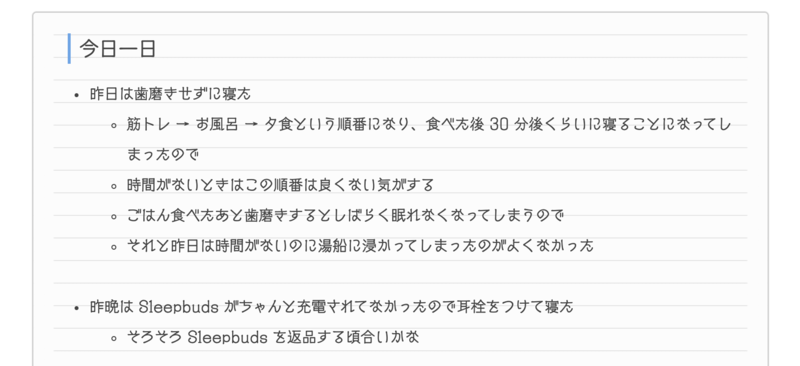 今日一日
昨日は歯磨きせずに寝た
筋トレ → お風呂 → 夕食という順番になり、食べた後 30 分後くらいに寝ることになってし
まったので
時間がないときはこの順番は良くない気がする
ごはん食べたあと歯磨きするとしばらく眠れなくなってしまうので
それと昨日は時間がないのに湯船に浸かってしまったのがよくなかった
昨晩は Sleepbuds がちゃんと充電されてなかったので耳栓をつけて寝た
そろそろ Sleepbuds を返品する頃合いかな